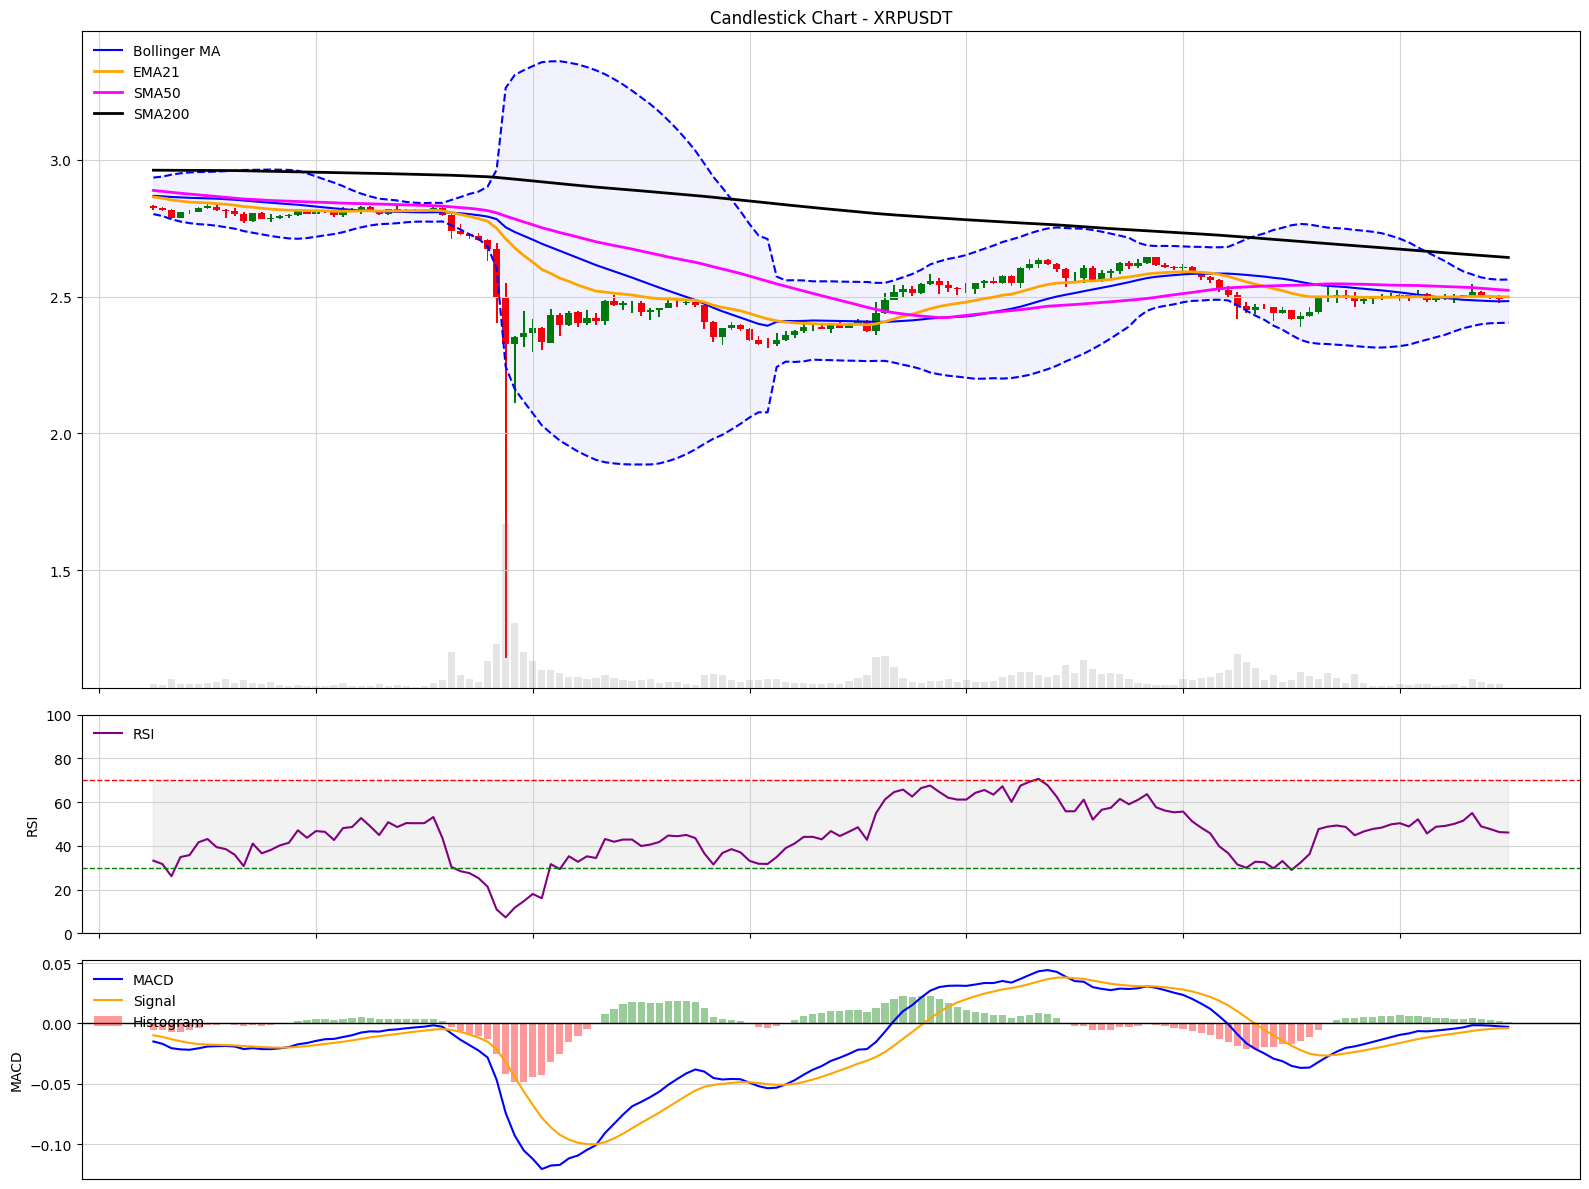 Candlestick Chart - XRPUSDT
Bollinger MA
EMA21
SMA50
SMA200
3.0
2.5
2.0
1.5
RSI
100
80
60
40
20
0
RSI
MACD
Signal
Histogram
0.05
0.00
−0.05
−0.10
MACD